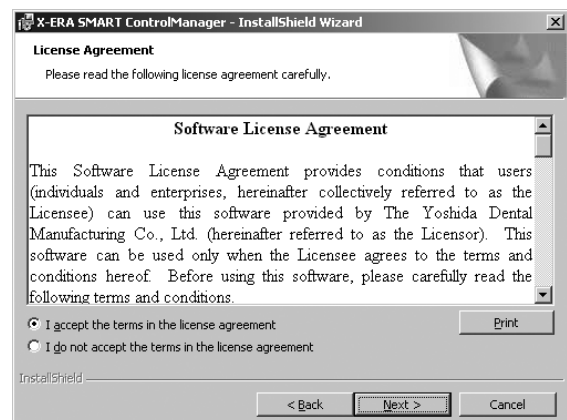 X-ERA SMART ControlManager - InstallShield Wizard
License Agreement
Please read the following license agreement carefully.
Software License Agreement
This Software License Agreement provides conditions that users
(individuals and enterprises, hereinafter collectively referred to as the
Licensee) can use this software provided by The Yoshida Dental
Manufacturing Co., Ltd. (hereinafter referred to as the Licensor). This
software can be used only when the Licensee agrees to the terms and
conditions hereof. Before using this software, please carefully read the
following terms and conditions.
I accept the terms in the license agreement
Print
I do not accept the terms in the license agreement
InstallShield
< Back
Next >
Cancel